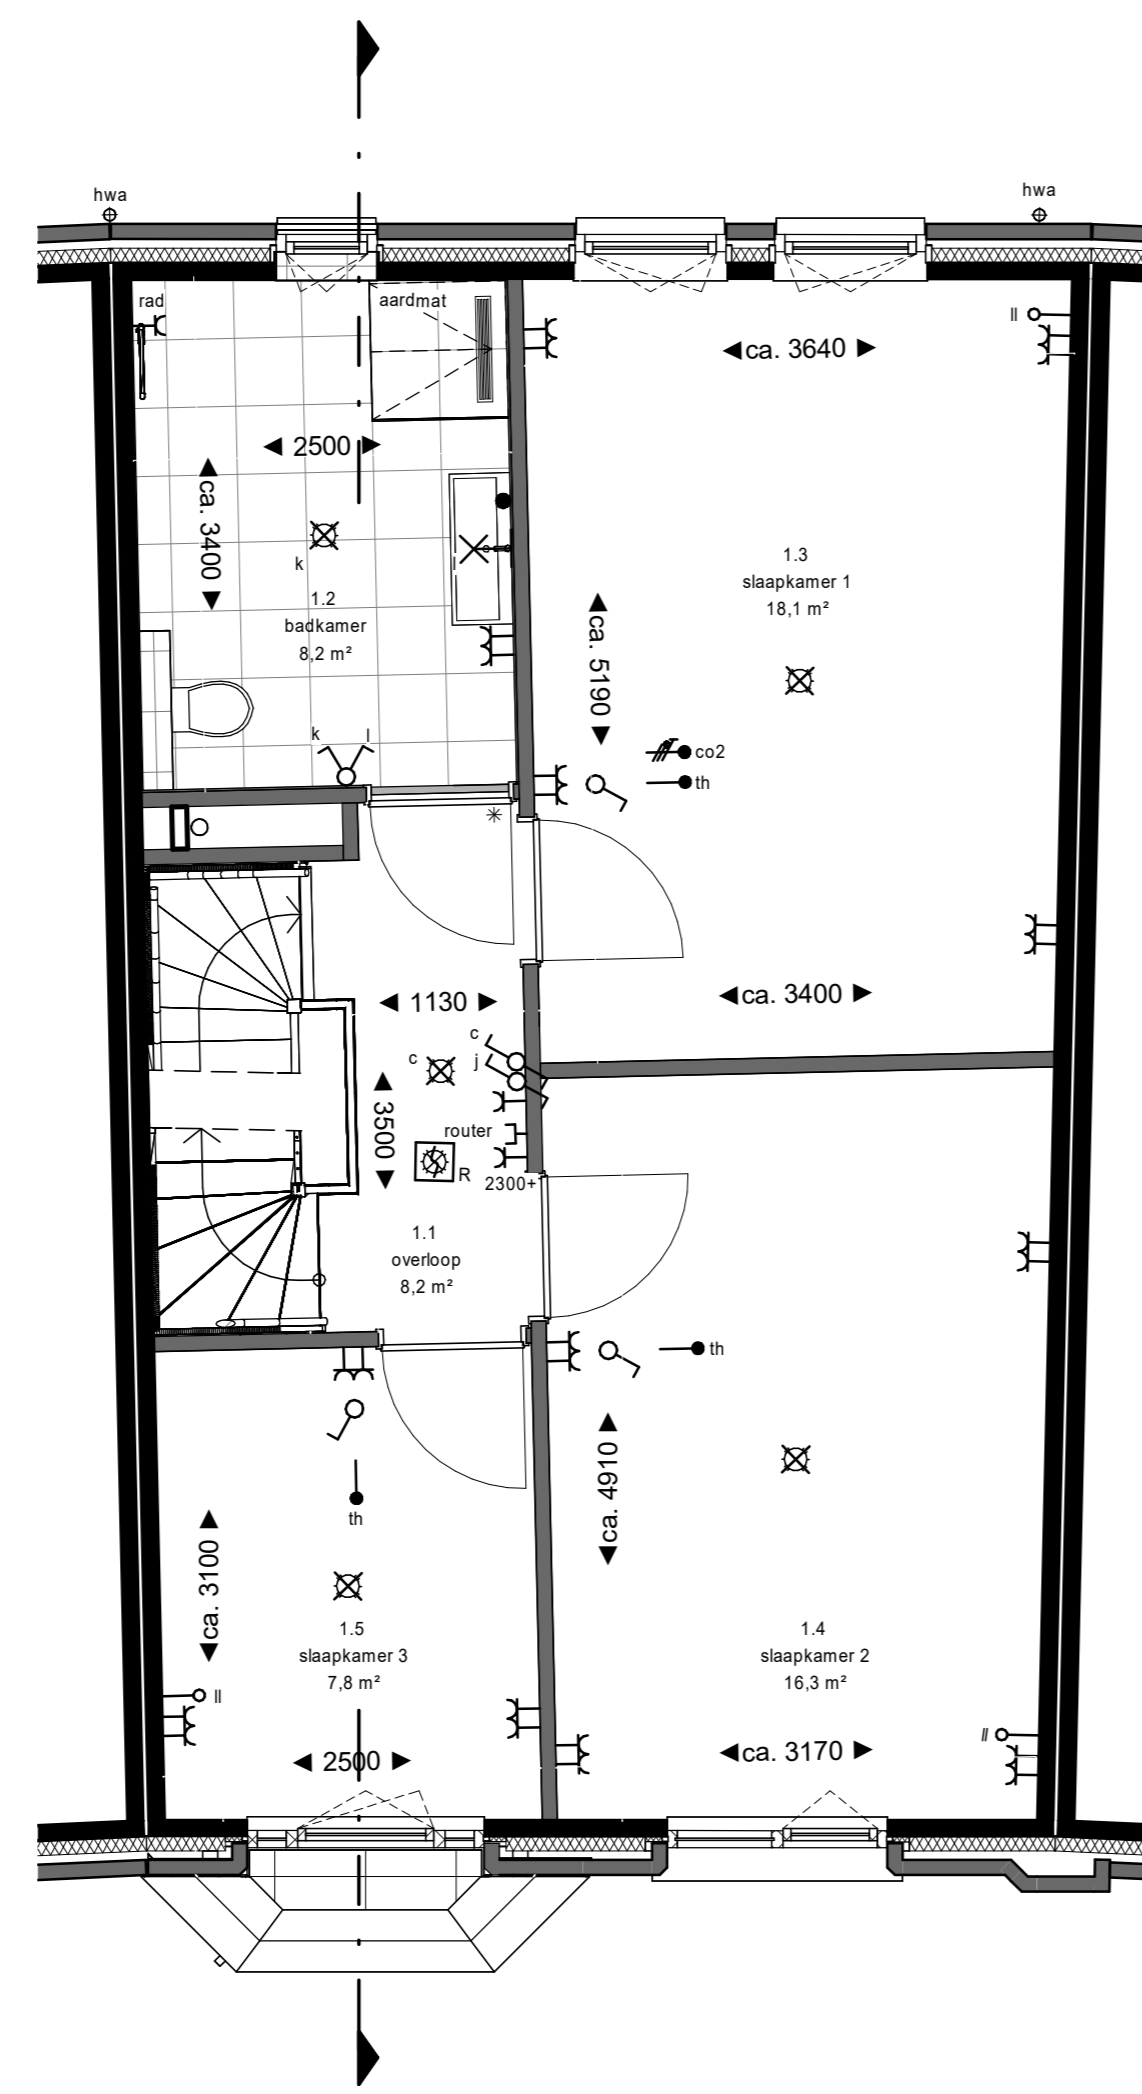 hwa
hwa
rad
aardmat
ll
ca. 3640
2500
ca. 3400
k
1.2
badkamer
8,2 m²
l
1.3
slaapkamer 1
18,1 m²
ca. 5190
k
l
co2
th
1130
ca. 3400
c
c
j
3500
router
R
2300+
1.1
overloop
8,2 m²
th
ca. 4910
th
ca. 3100
1.5
slaapkamer 3
7,8 m²
1.4
slaapkamer 2
16,3 m²
ll
ll
2500
ca. 3170